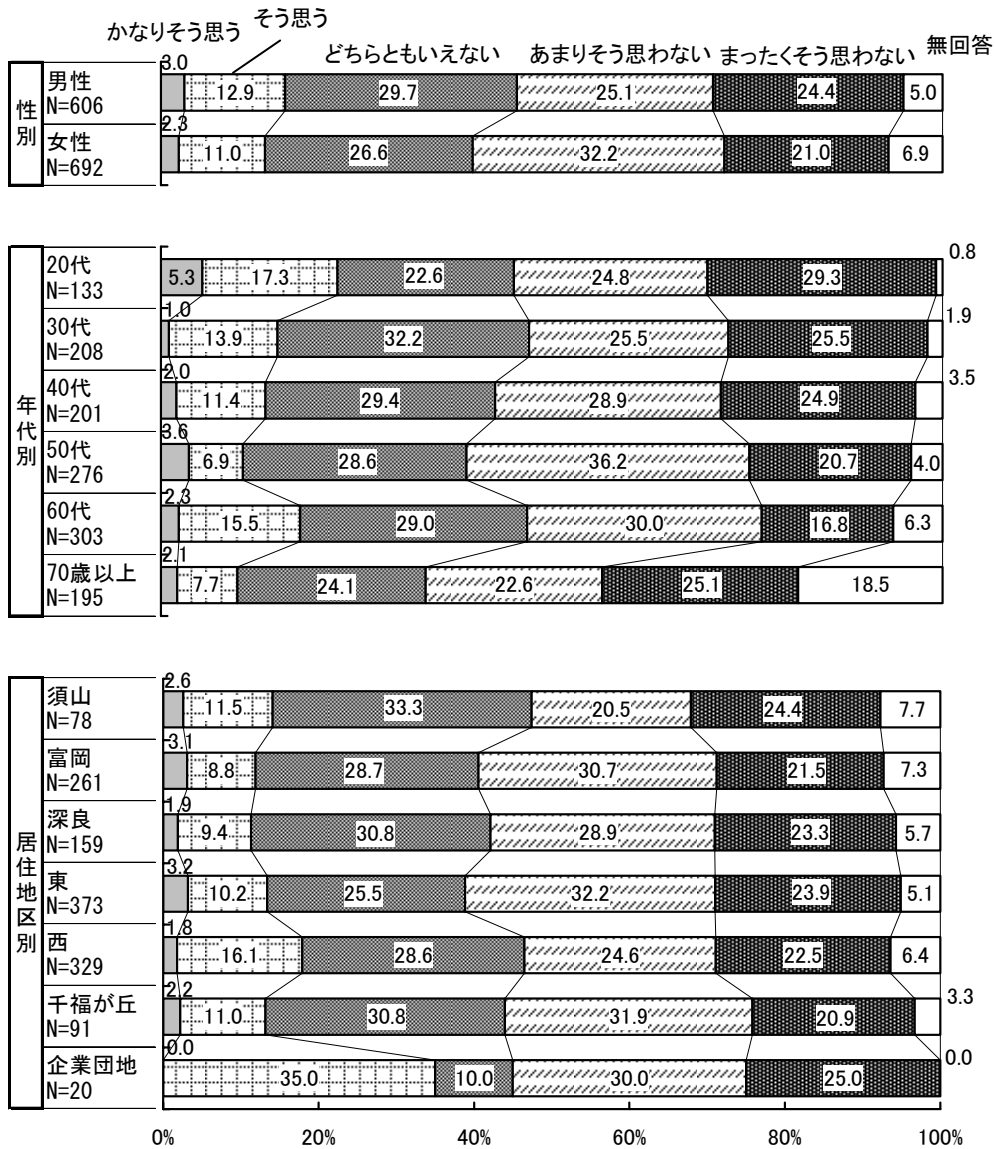 かなりそう思う
そう思う
どちらともいえない
あまりそう思わない
まったくそう思わない
無回答
性別
男性
N=606
3.0
12.9
29.7
25.1
24.4
5.0
女性
N=692
2.3
11.0
26.6
32.2
21.0
6.9
年代別
20代
N=133
5.3
17.3
22.6
24.8
29.3
0.8
30代
N=208
1.0
13.9
32.2
25.5
25.5
1.9
40代
N=201
2.0
11.4
29.4
28.9
24.9
3.5
50代
N=276
3.6
6.9
28.6
36.2
20.7
4.0
60代
N=303
2.3
15.5
29.0
30.0
16.8
6.3
70歳以上
N=195
2.1
7.7
24.1
22.6
25.1
18.5
居住地区別
須山
N=78
2.6
11.5
33.3
20.5
24.4
7.7
富岡
N=261
3.1
8.8
28.7
30.7
21.5
7.3
深良
N=159
1.9
9.4
30.8
28.9
23.3
5.7
東
N=373
3.2
10.2
25.5
32.2
23.9
5.1
西
N=329
1.8
16.1
28.6
24.6
22.5
6.4
千福が丘
N=91
2.2
11.0
30.8
31.9
20.9
3.3
企業団地
N=20
0.0
35.0
10.0
30.0
25.0
0.0
0%
20%
40%
60%
80%
100%